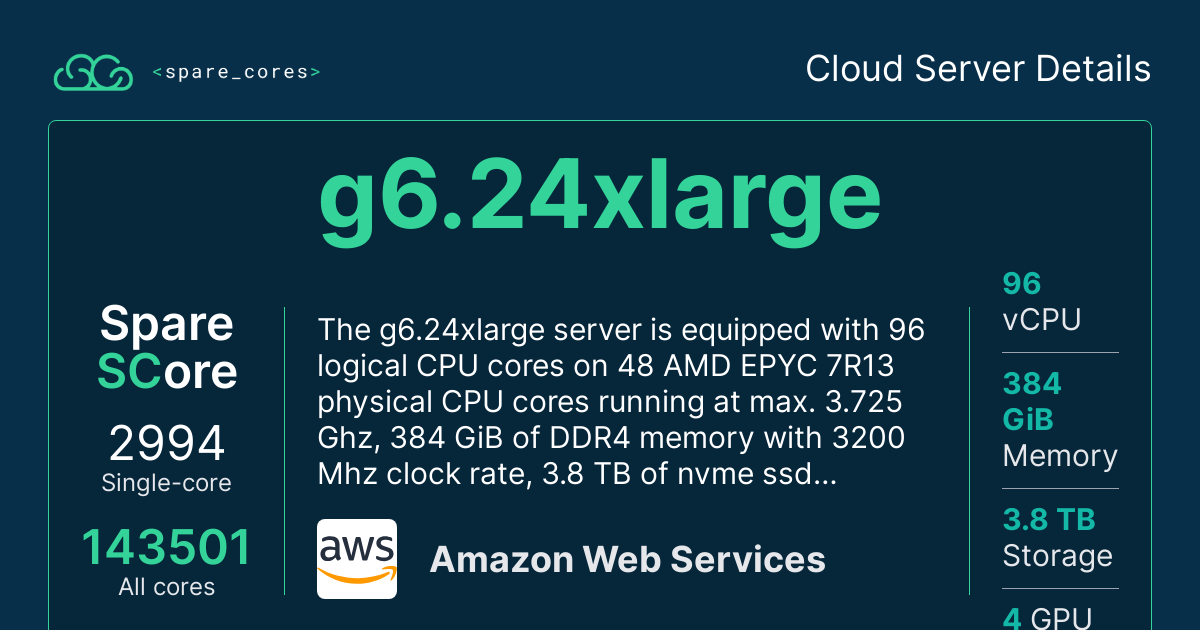 <spare_cores>
Cloud Server Details
g6.24xlarge
Spare
SCore
2994
Single-core
143501
All cores
The g6.24xlarge server is equipped with 96
logical CPU cores on 48 AMD EPYC 7R13
physical CPU cores running at max. 3.725
Ghz, 384 GiB of DDR4 memory with 3200
Mhz clock rate, 3.8 TB of nvme ssd...
aws
Amazon Web Services
96
vCPU
384
GiB
Memory
3.8 TB
Storage
4 GPU